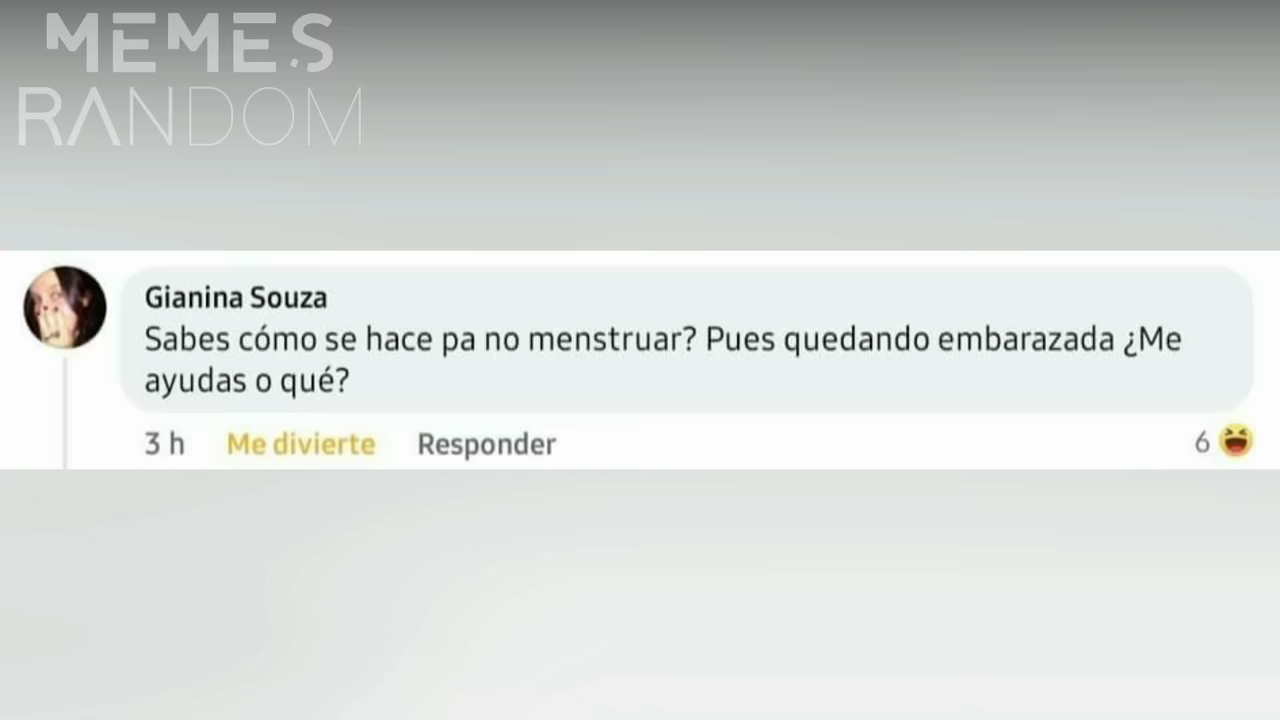 MEMES
RANDOM
Gianina Souza
Sabes cómo se hace pa no menstruar? Pues quedando embarazada ¿Me
ayudas o qué?
3 h Me divierte Responder 6